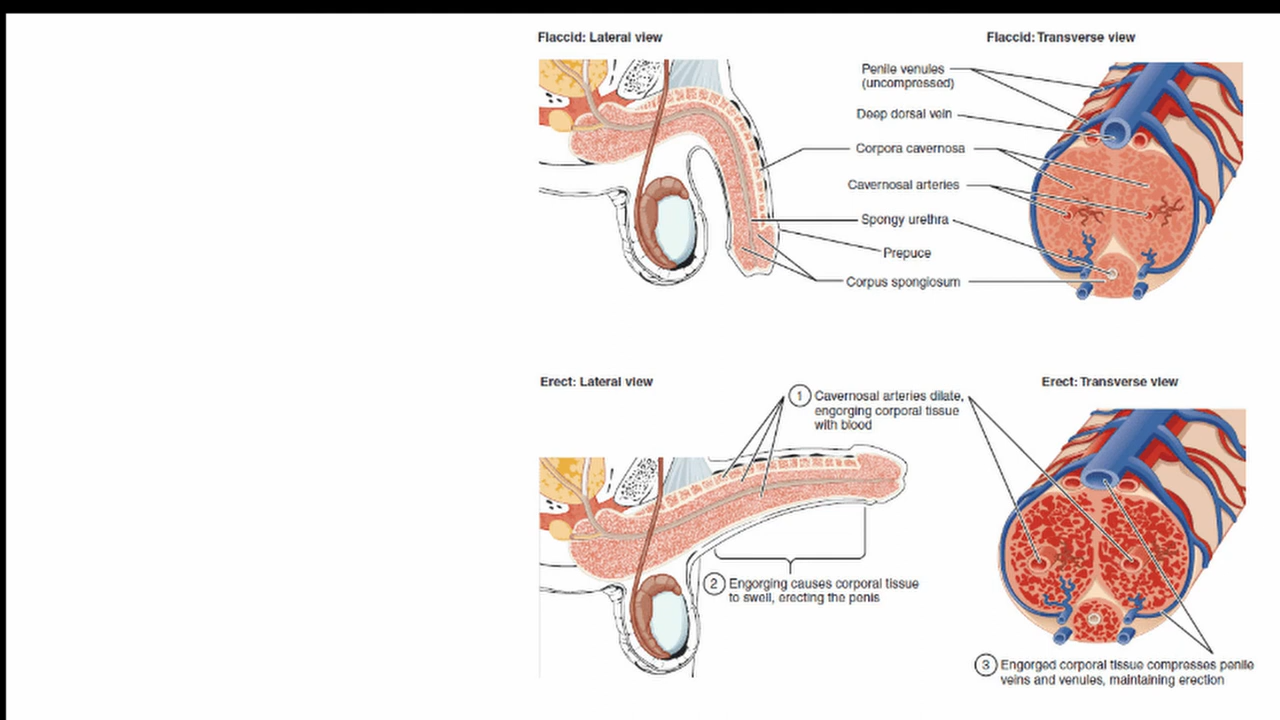 Flaccid: Lateral view
Flaccid: Transverse view
Penile venules
(uncompressed)
Deep dorsal vein
Corpora cavernosa
Cavernosal arteries
Spongy urethra
Prepuce
Corpus spongiosum
Erect: Lateral view
Erect: Transverse view
1 Cavernosal arteries dilate,
engorging corporal tissue
with blood
2 Engorging causes corporal tissue
to swell, erecting the penis
3 Engorged corporal tissue compresses penile
veins and venules, maintaining erection